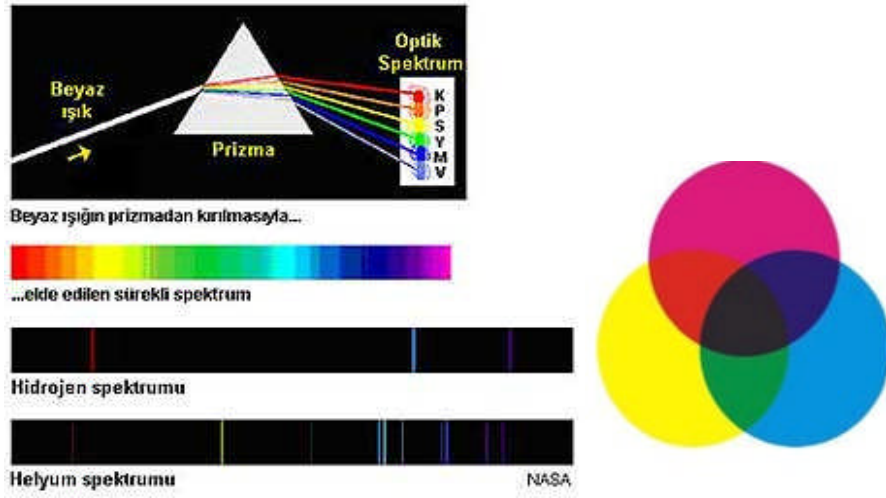 Beyaz
ışık
Prizma
Optik
Spektrum
K
P
S
Y
M
V
Beyaz ışığın prizmadan kırılmasıyla...
...elde edilen sürekli spektrum
Hidrojen spektrumu
Helyum spektrumu
NASA